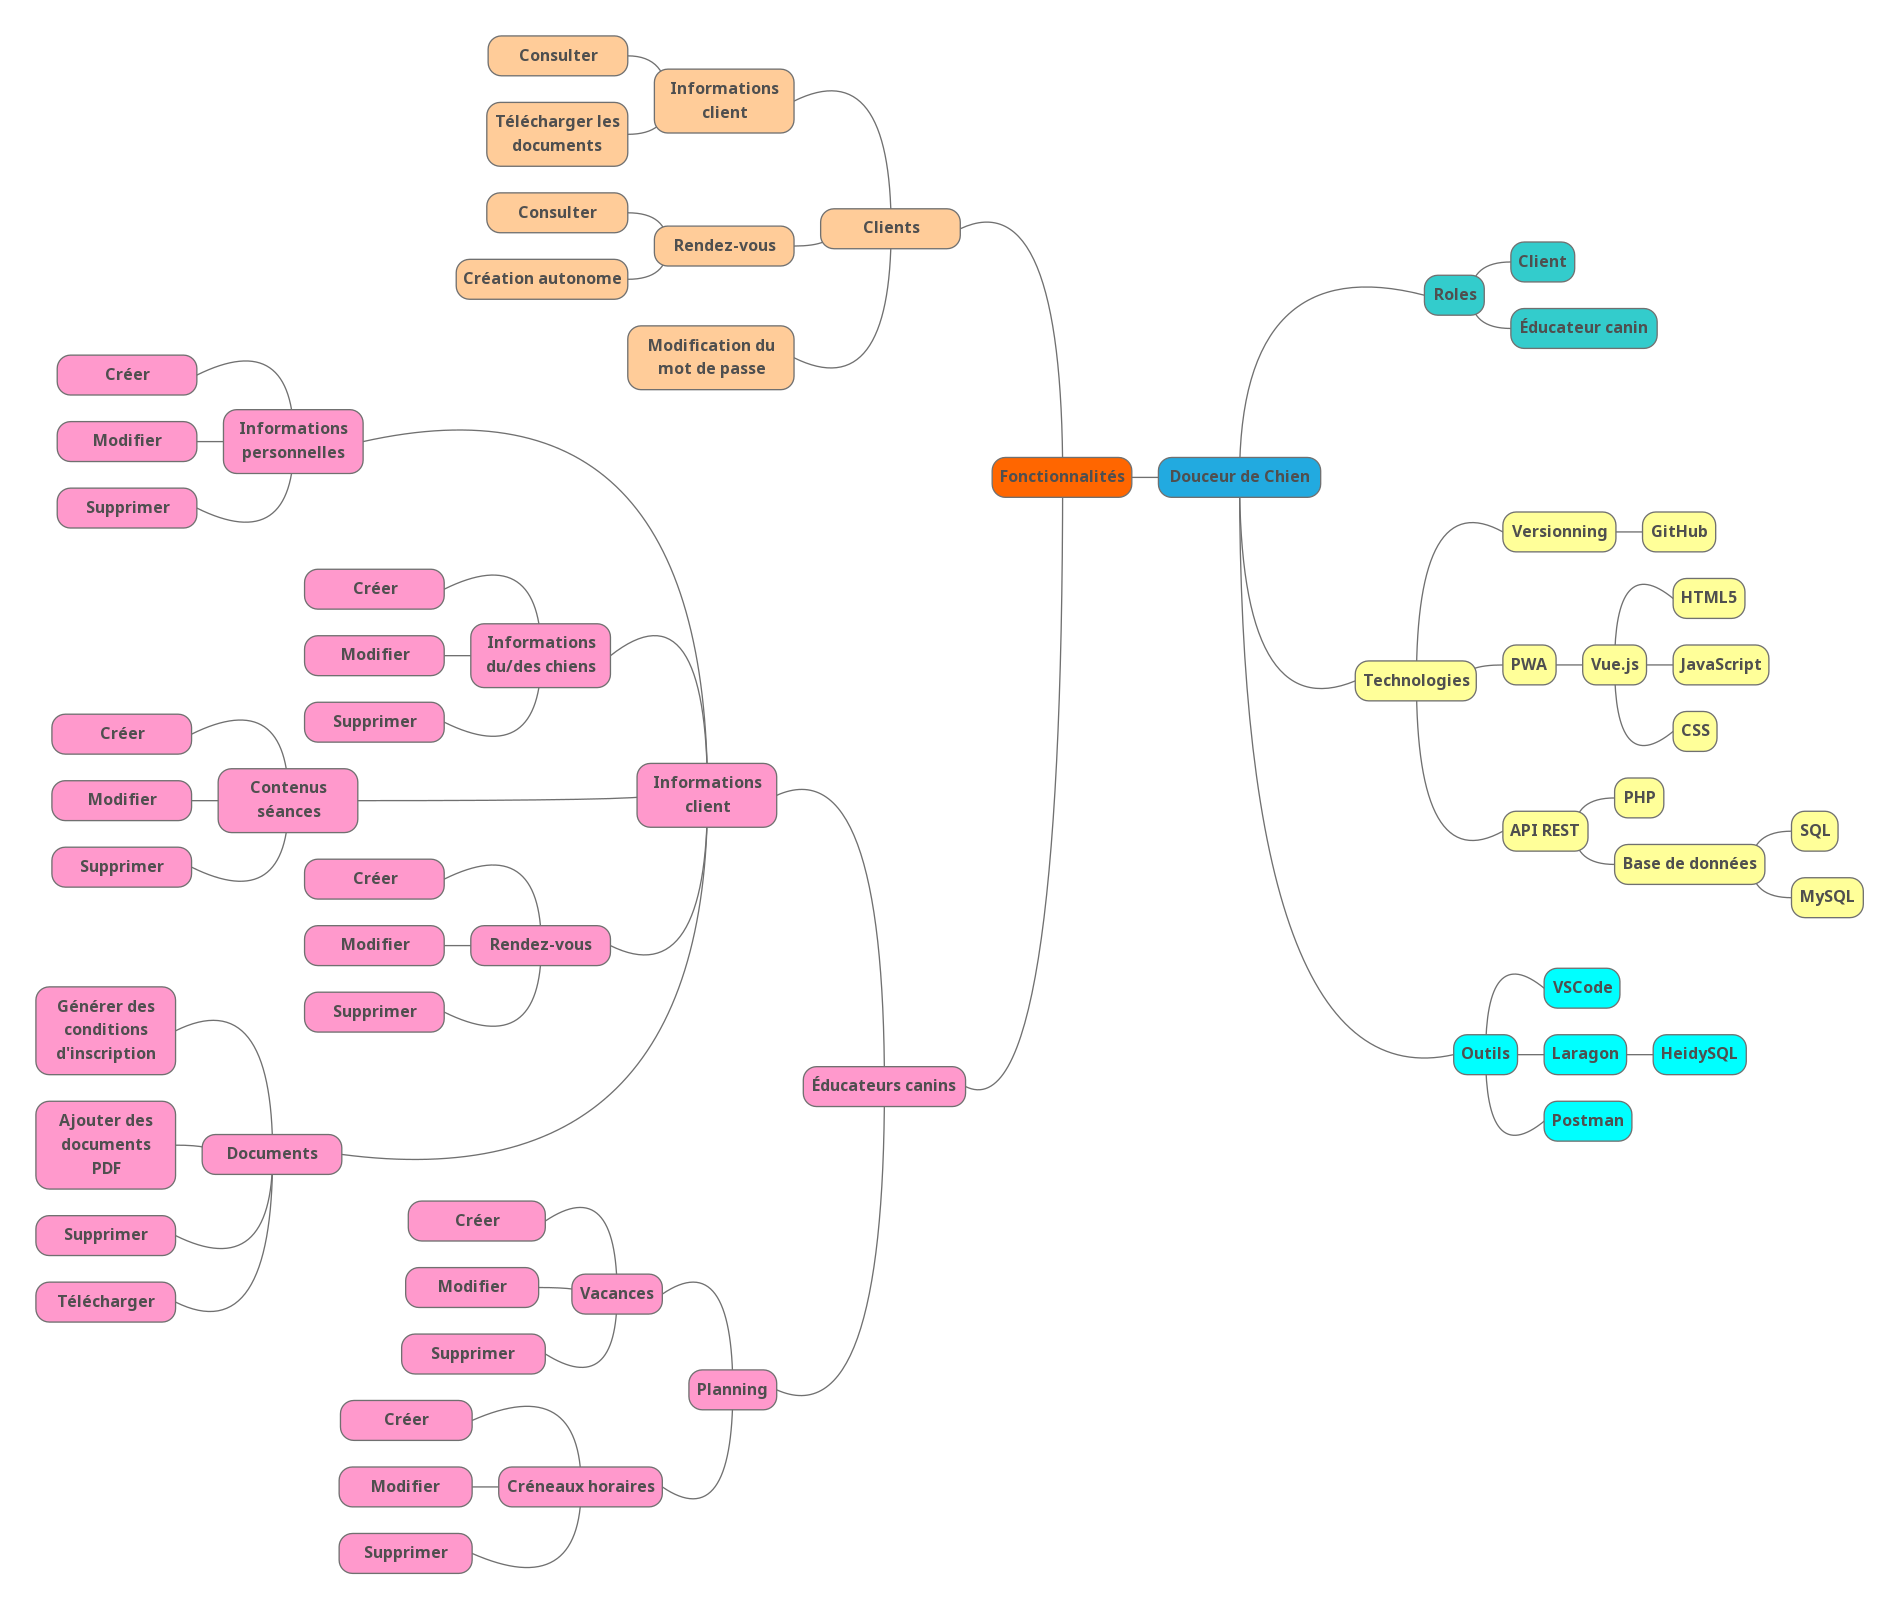 Consulter
Informations
client
Télécharger les
documents
Consulter
Clients
Rendez-vous
Création autonome
Modification du
mot de passe
Créer
Informations
personnelles
Modifier
Supprimer
Fonctionnalités
Douceur de Chien
Roles
Client
Éducateur canin
Technologies
Versionning
GitHub
PWA
Vue.js
HTML5
JavaScript
CSS
API REST
PHP
Base de données
SQL
MySQL
Outils
VSCode
Laragon
HeidySQL
Postman
Créer
Informations
du/des chiens
Modifier
Supprimer
Informations
client
Créer
Contenus
séances
Modifier
Supprimer
Créer
Modifier
Rendez-vous
Supprimer
Générer des
conditions
d'inscription
Ajouter des
documents
PDF
Documents
Supprimer
Télécharger
Éducateurs canins
Créer
Modifier
Vacances
Supprimer
Planning
Créer
Modifier
Créneaux horaires
Supprimer